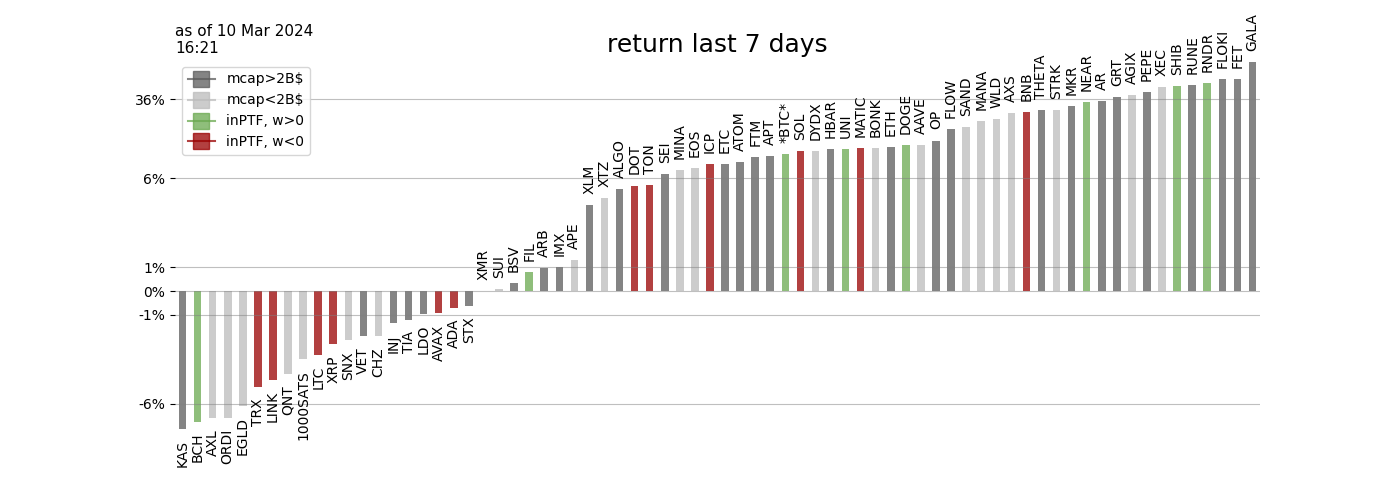 as of 10 Mar 2024
16:21
return last 7 days
mcap>2B$
mcap<2B$
inPTF, w>0
inPTF, w<0
36%
6%
1%
0%
-1%
-6%
KAS
BCH
AXL
ORDI
EGLD
TRX
LINK
QNT
1000SATS
LTC
XRP
SNX
VET
CHZ
INJ
TIA
LDO
AVAX
ADA
STX
XMR
SUI
BSV
FIL
ARB
IMX
APE
XLM
XTZ
ALGO
DOT
TON
SEI
MINA
EOS
ICP
ETC
ATOM
FTM
APT
*BTC*
SOL
DYDX
HBAR
UNI
MATIC
BONK
ETH
DOGE
AAVE
OP
FLOW
SAND
MANA
WLD
AXS
BNB
THETA
STRK
MKR
NEAR
AR
GRT
AGIX
PEPE
XEC
SHIB
RUNE
RNDR
FLOKI
FET
GALA